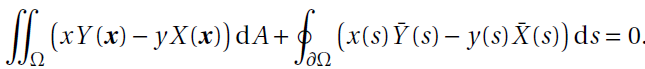 ∬_Ω (xY(𝒙) − yX(𝒙)) dA + ∮_∂Ω (x(s)Ȳ(s) − y(s)X̄(s)) ds = 0.